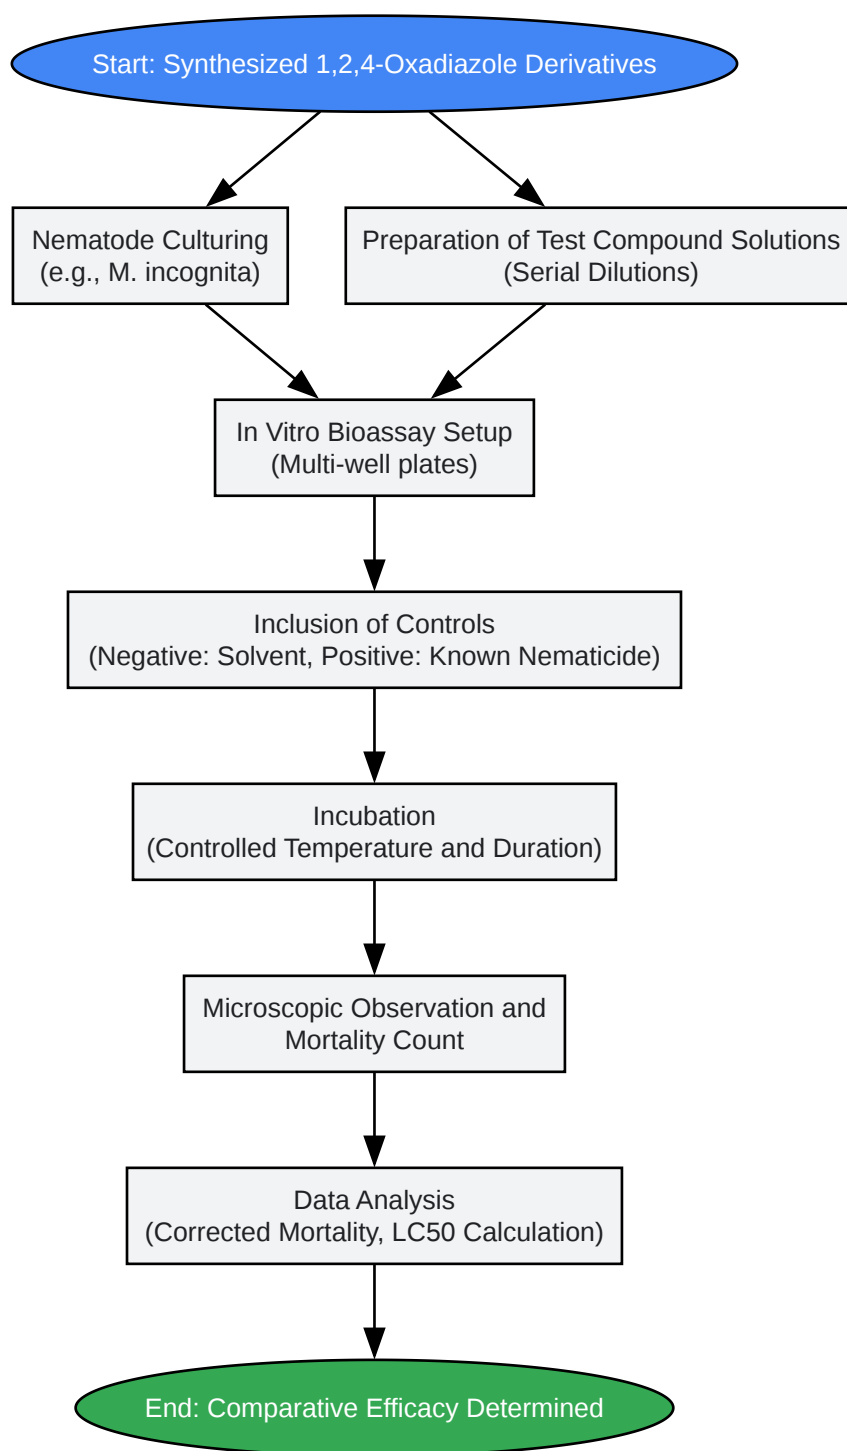 Start: Synthesized 1,2,4-Oxadiazole Derivatives
Nematode Culturing
(e.g., M. incognita)
Preparation of Test Compound Solutions
(Serial Dilutions)
In Vitro Bioassay Setup
(Multi-well plates)
Inclusion of Controls
(Negative: Solvent, Positive: Known Nematicide)
Incubation
(Controlled Temperature and Duration)
Microscopic Observation and
Mortality Count
Data Analysis
(Corrected Mortality, LC50 Calculation)
End: Comparative Efficacy Determined